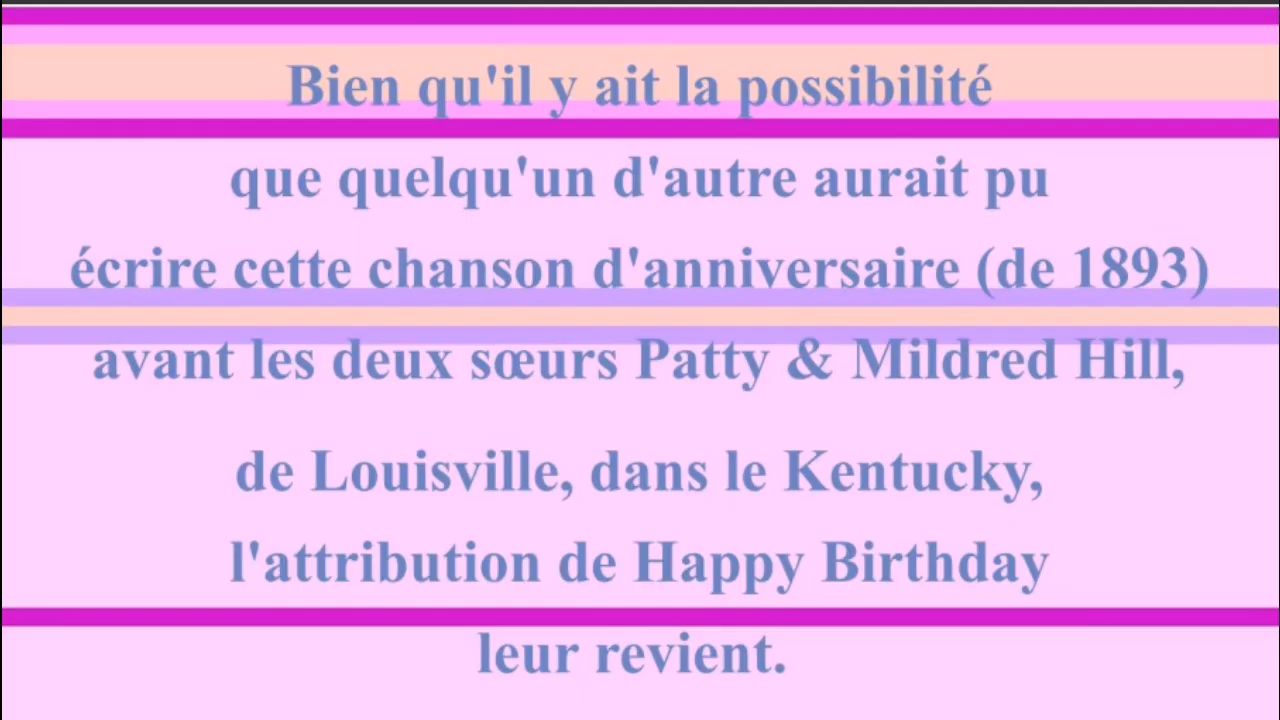 Bien qu'il y ait la possibilité
que quelqu'un d'autre aurait pu
écrire cette chanson d'anniversaire (de 1893)
avant les deux sœurs Patty & Mildred Hill,
de Louisville, dans le Kentucky,
l'attribution de Happy Birthday
leur revient.